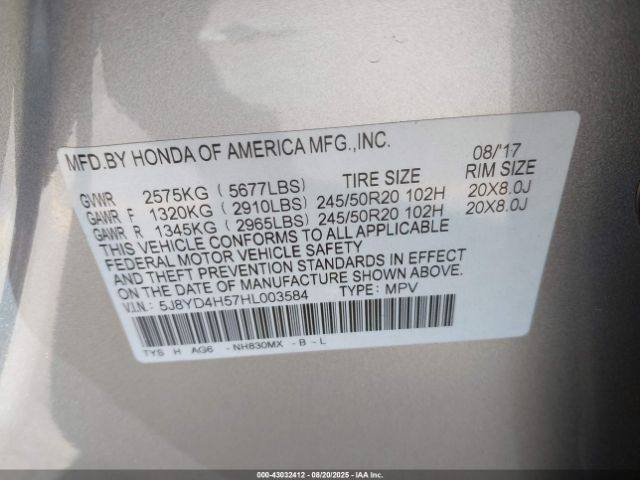 MFD.BY HONDA OF AMERICA MFG.,INC. 08/'17
GVWR 2575KG ( 5677LBS) TIRE SIZE RIM SIZE
GAWR F 1320KG ( 2910LBS) 245/50R20 102H 20X8.0J
GAWR R 1345KG ( 2965LBS) 245/50R20 102H 20X8.0J
THIS VEHICLE CONFORMS TO ALL APPLICABLE
FEDERAL MOTOR VEHICLE SAFETY
AND THEFT PREVENTION STANDARDS IN EFFECT
ON THE DATE OF MANUFACTURE SHOWN ABOVE.
V.I.N.: 5J8YD4H57HL003584 TYPE: MPV
TYS H AG6 -NH830MX -B -L
000-43032412 - 08/20/2025 - IAA Inc.